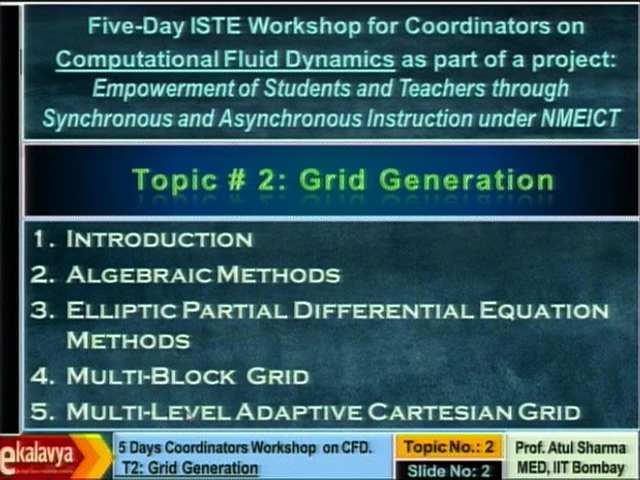 Five-Day ISTE Workshop for Coordinators on
Computational Fluid Dynamics as part of a project:
Empowerment of Students and Teachers through
Synchronous and Asynchronous Instruction under NMEICT
Topic # 2: Grid Generation
1. INTRODUCTION
2. ALGEBRAIC METHODS
3. ELLIPTIC PARTIAL DIFFERENTIAL EQUATION
METHODS
4. MULTI-BLOCK GRID
5. MULTI-LEVEL ADAPTIVE CARTESIAN GRID
ekalavya
5 Days Coordinators Workshop on CFD.
T2: Grid Generation
Topic No.: 2
Slide No: 2
Prof. Atul Sharma
MED, IIT Bombay